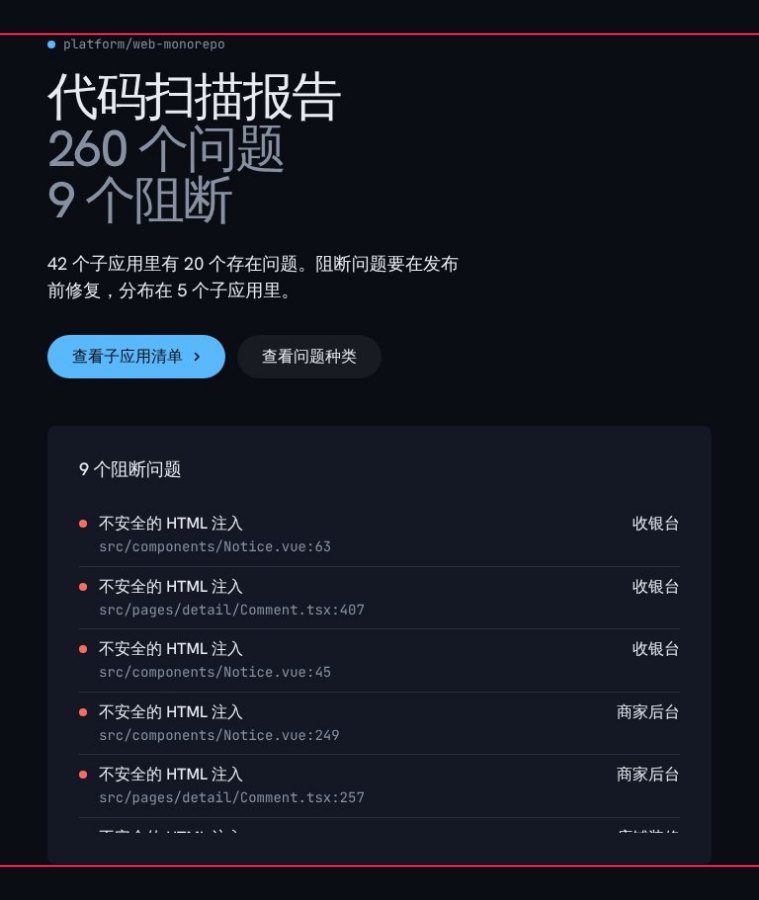 platform/web-monorepo
代码扫描报告
260 个问题
9 个阻断
42 个子应用里有 20 个存在问题。阻断问题要在发布
前修复，分布在 5 个子应用里。
查看子应用清单 查看问题种类
9 个阻断问题
不安全的 HTML 注入 收银台
src/components/Notice.vue:63
不安全的 HTML 注入 收银台
src/pages/detail/Comment.tsx:407
不安全的 HTML 注入 收银台
src/components/Notice.vue:45
不安全的 HTML 注入 商家后台
src/components/Notice.vue:249
不安全的 HTML 注入 商家后台
src/pages/detail/Comment.tsx:257